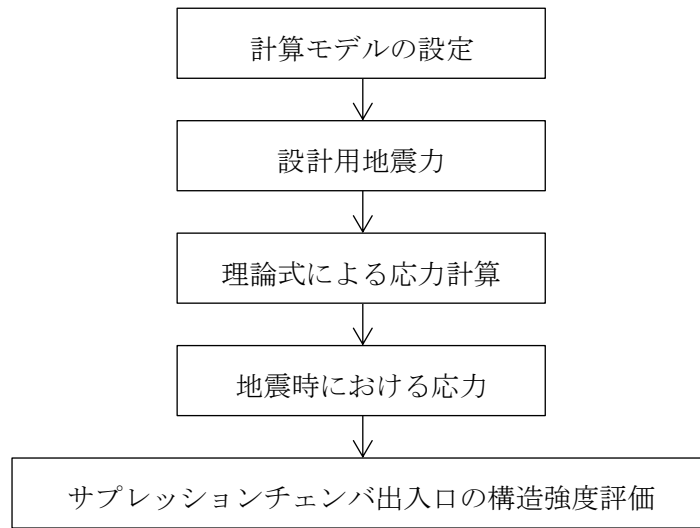 計算モデルの設定
設計用地震力
理論式による応力計算
地震時における応力
サプレッションチェンバ出入口の構造強度評価